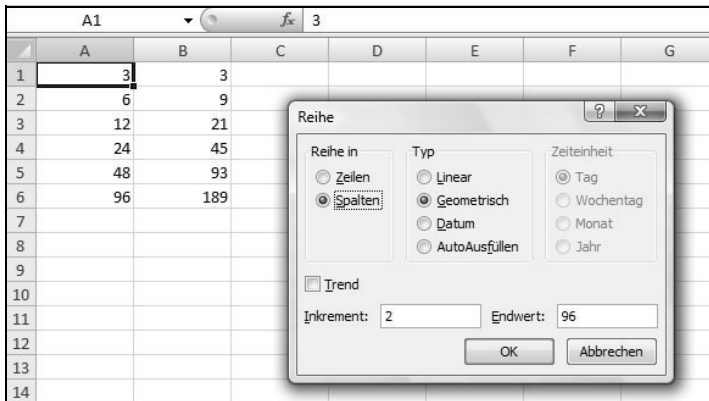 A1 fx 3
A B C D E F G
1 3 3
2 6 9
3 12 21
4 24 45
5 48 93
6 96 189
7
8
9
10
11
12
13
14
Reihe
Reihe in Typ Zeiteinheit
Zeilen Linear Tag
Spalten Geometrisch Wochentag
Datum Monat
AutoAusfüllen Jahr
Trend
Inkrement: 2 Endwert: 96
OK Abbrechen